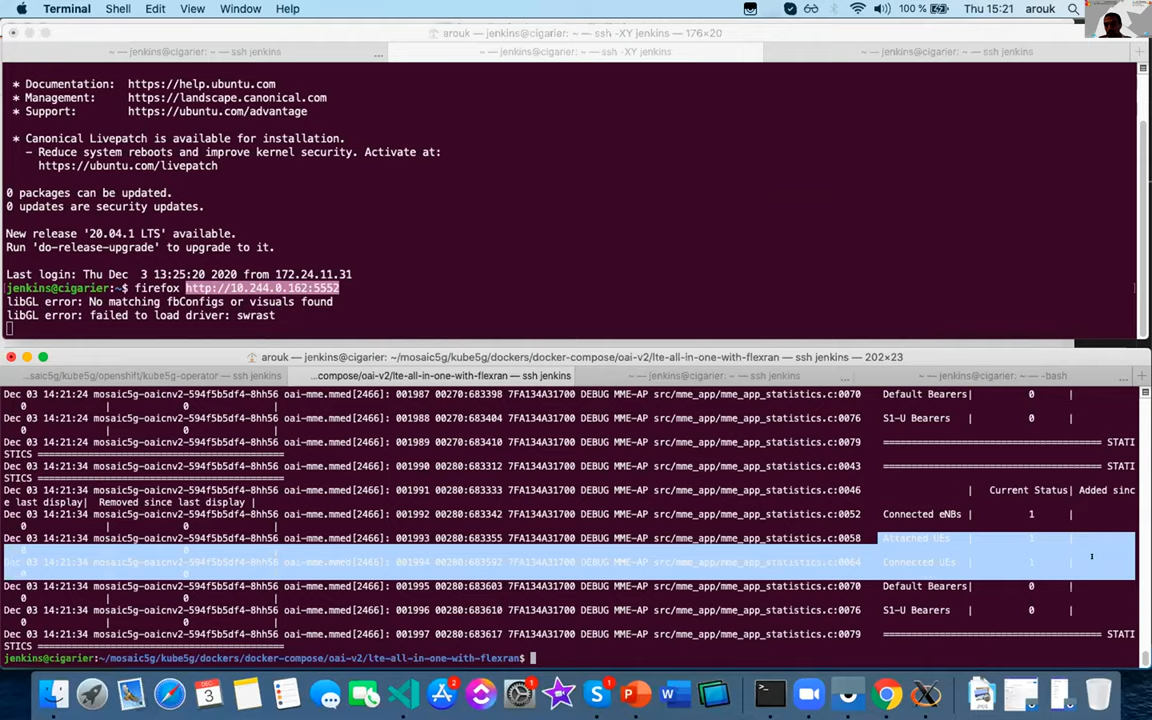 Terminal Shell Edit View Window Help 100 % Thu 15:21 arouk
arouk — jenkins@cigarier: ~ — ssh -XY jenkins — 176×20
~ — jenkins@cigarier: ~ — ssh jenkins ... ~ — jenkins@cigarier: ~ — ssh -XY jenkins ~ — jenkins@cigarier: ~ — ssh jenkins +
* Documentation: https://help.ubuntu.com
* Management: https://landscape.canonical.com
* Support: https://ubuntu.com/advantage
* Canonical Livepatch is available for installation.
- Reduce system reboots and improve kernel security. Activate at:
https://ubuntu.com/livepatch
0 packages can be updated.
0 updates are security updates.
New release '20.04.1 LTS' available.
Run 'do-release-upgrade' to upgrade to it.
Last login: Thu Dec 3 13:25:20 2020 from 172.24.11.31
[jenkins@cigarier:~$ firefox http://10.244.0.162:5552 ]
libGL error: No matching fbConfigs or visuals found
libGL error: failed to load driver: swrast
arouk — jenkins@cigarier: ~/mosaic5g/kube5g/dockers/docker-compose/oai-v2/lte-all-in-one-with-flexran — ssh jenkins — 202×23
...saic5g/kube5g/openshift/kube5g-operator — ssh jenkins ...compose/oai-v2/lte-all-in-one-with-flexran — ssh jenkins ~ — jenkins@cigarier: ~ — ssh jenkins ... ~ — jenkins@cigarier: ~ — -bash ... +
Dec 03 14:21:24 mosaic5g-oaicnv2-594f5b5df4-8hh56 oai-mme.mmed[2466]: 001987 00270:683398 7FA134A31700 DEBUG MME-AP src/mme_app/mme_app_statistics.c:0070 Default Bearers| 0 |
0 | 0 |
Dec 03 14:21:24 mosaic5g-oaicnv2-594f5b5df4-8hh56 oai-mme.mmed[2466]: 001988 00270:683404 7FA134A31700 DEBUG MME-AP src/mme_app/mme_app_statistics.c:0076 S1-U Bearers | 0 |
0 | 0 |
Dec 03 14:21:24 mosaic5g-oaicnv2-594f5b5df4-8hh56 oai-mme.mmed[2466]: 001989 00270:683410 7FA134A31700 DEBUG MME-AP src/mme_app/mme_app_statistics.c:0079 ======================================= STATI
STICS ============================================
Dec 03 14:21:34 mosaic5g-oaicnv2-594f5b5df4-8hh56 oai-mme.mmed[2466]: 001990 00280:683312 7FA134A31700 DEBUG MME-AP src/mme_app/mme_app_statistics.c:0043 ======================================= STATI
STICS ============================================
Dec 03 14:21:34 mosaic5g-oaicnv2-594f5b5df4-8hh56 oai-mme.mmed[2466]: 001991 00280:683333 7FA134A31700 DEBUG MME-AP src/mme_app/mme_app_statistics.c:0046 | Current Status| Added sinc
e last display| Removed since last display |
Dec 03 14:21:34 mosaic5g-oaicnv2-594f5b5df4-8hh56 oai-mme.mmed[2466]: 001992 00280:683342 7FA134A31700 DEBUG MME-AP src/mme_app/mme_app_statistics.c:0052 Connected eNBs | 1 |
0 | 0 |
Dec 03 14:21:34 mosaic5g-oaicnv2-594f5b5df4-8hh56 oai-mme.mmed[2466]: 001993 00280:683355 7FA134A31700 DEBUG MME-AP src/mme_app/mme_app_statistics.c:0058 Attached UEs | 1 |
0 | 0 |
Dec 03 14:21:34 mosaic5g-oaicnv2-594f5b5df4-8hh56 oai-mme.mmed[2466]: 001994 00280:683592 7FA134A31700 DEBUG MME-AP src/mme_app/mme_app_statistics.c:0064 Connected UEs | 1 |
0 | 0 |
Dec 03 14:21:34 mosaic5g-oaicnv2-594f5b5df4-8hh56 oai-mme.mmed[2466]: 001995 00280:683603 7FA134A31700 DEBUG MME-AP src/mme_app/mme_app_statistics.c:0070 Default Bearers| 0 |
0 | 0 |
Dec 03 14:21:34 mosaic5g-oaicnv2-594f5b5df4-8hh56 oai-mme.mmed[2466]: 001996 00280:683610 7FA134A31700 DEBUG MME-AP src/mme_app/mme_app_statistics.c:0076 S1-U Bearers | 0 |
0 | 0 |
Dec 03 14:21:34 mosaic5g-oaicnv2-594f5b5df4-8hh56 oai-mme.mmed[2466]: 001997 00280:683617 7FA134A31700 DEBUG MME-AP src/mme_app/mme_app_statistics.c:0079 ======================================= STATI
STICS ============================================
jenkins@cigarier:~/mosaic5g/kube5g/dockers/docker-compose/oai-v2/lte-all-in-one-with-flexran$